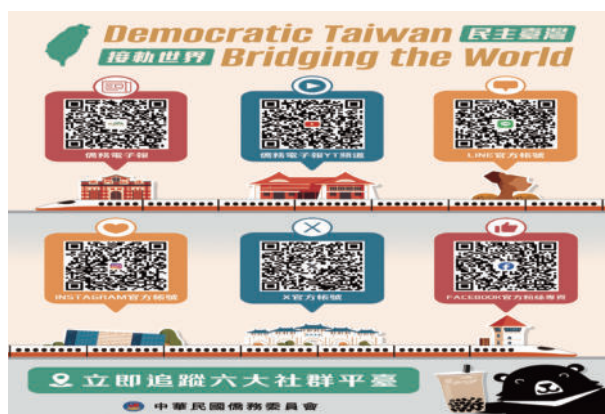 Democratic Taiwan 民主臺灣
接軌世界 Bridging the World
僑務電子報
僑務電子報YT頻道
LINE官方帳號
INSTAGRAM官方帳號
X官方帳號
FACEBOOK官方粉絲專頁
立即追蹤六大社群平臺
中華民國僑務委員會